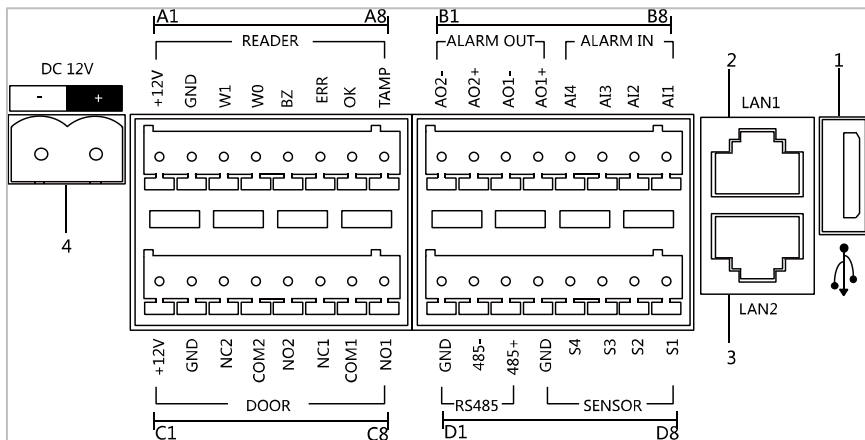 A1 A8 B1 B8
READER ALARM OUT ALARM IN 2 1
DC 12V
- +
+12V GND W1 W0 BZ ERR OK TAMP AO2- AO2+ AO1- AO1+ AI4 AI3 AI2 AI1 LAN1
4
+12V GND NC2 COM2 NO2 NC1 COM1 NO1 GND 485- 485+ GND S4 S3 S2 S1 LAN2
3
DOOR RS485 SENSOR
C1 C8 D1 D8